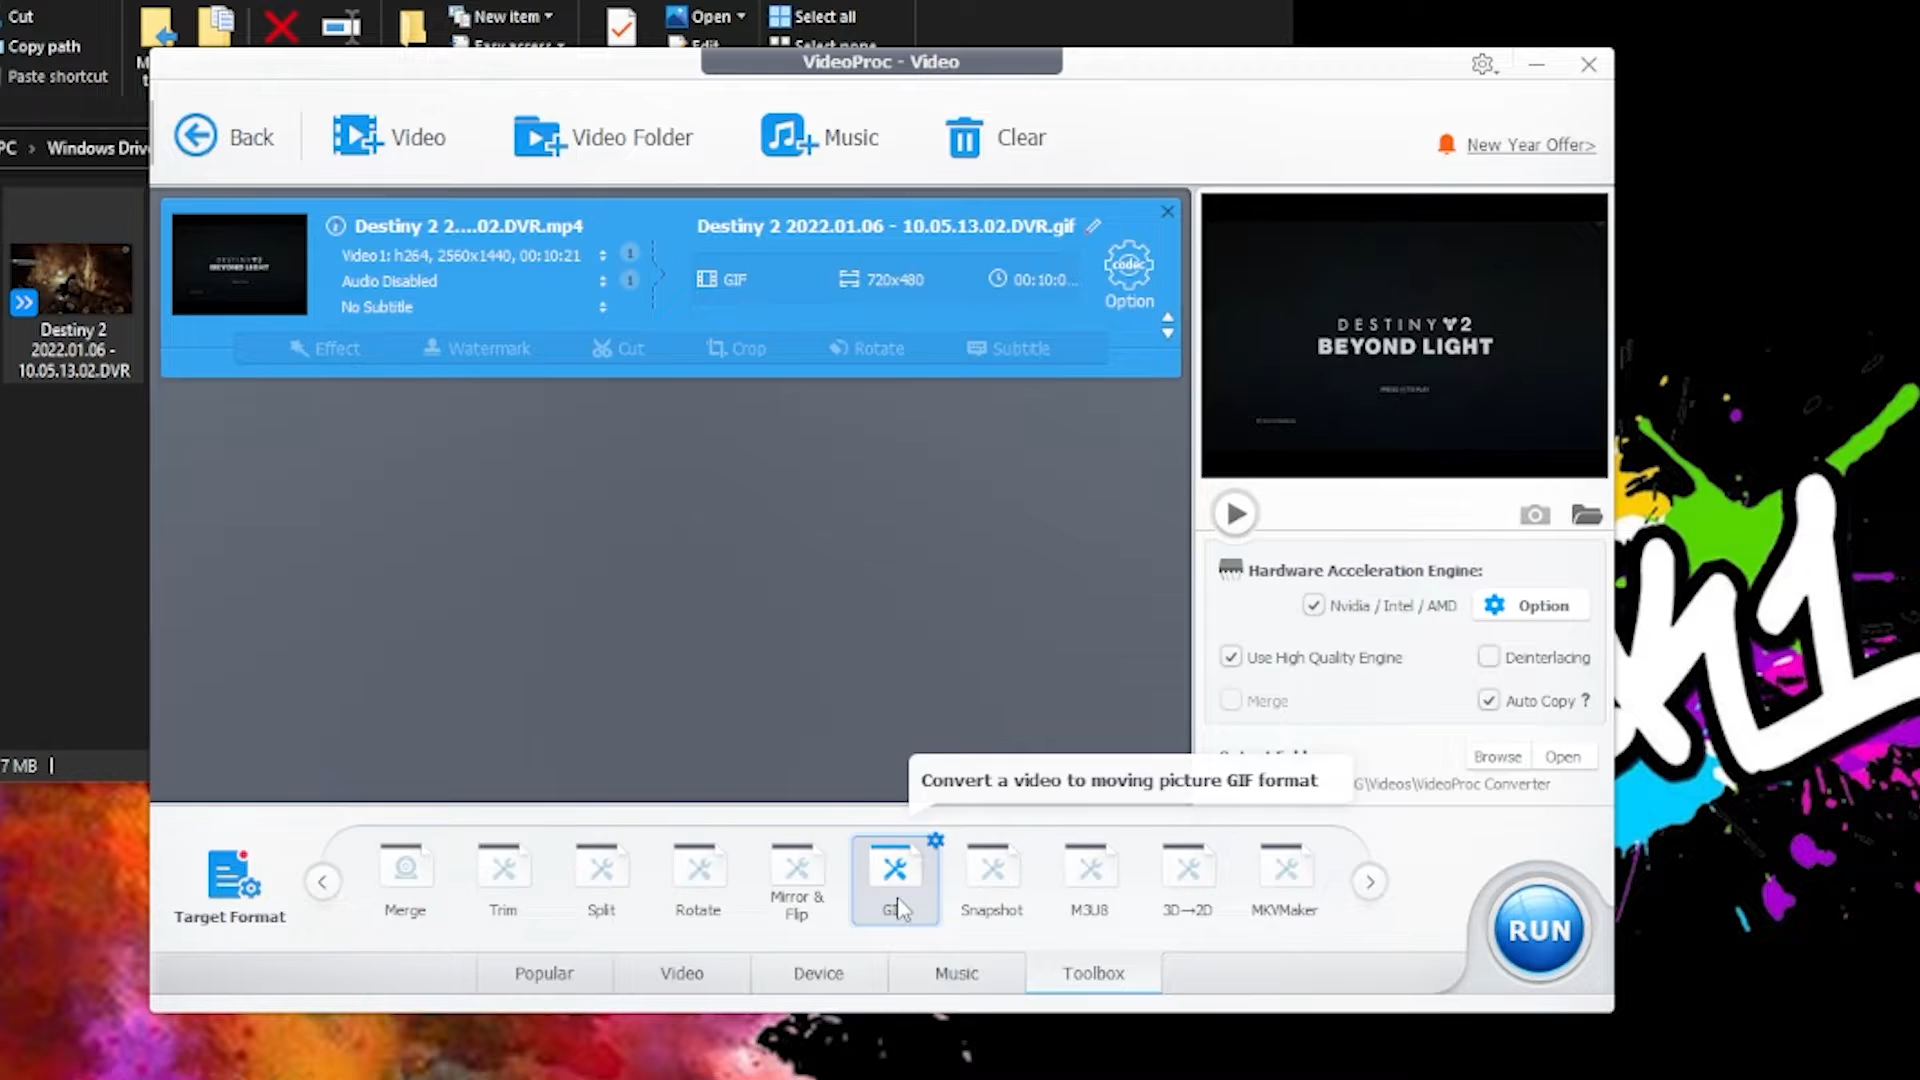 Cut
Copy path
Paste shortcut
New item
Open
Select all
PC > Windows Driv
Destiny 2
2022.01.06 -
10.05.13.02.DVR
7 MB
VideoProc - Video
Back
Video
Video Folder
Music
Clear
New Year Offer>
Destiny 2 2....02.DVR.mp4
Video1: h264, 2560x1440, 00:10:21
1
Audio Disabled
1
No Subtitle
Destiny 2 2022.01.06 - 10.05.13.02.DVR.gif
GIF
720x480
00:10:0...
codec
Option
Effect
Watermark
Cut
Crop
Rotate
Subtitle
DESTINY 2
BEYOND LIGHT
Hardware Acceleration Engine:
Nvidia / Intel / AMD
Option
Use High Quality Engine
Deinterlacing
Merge
Auto Copy ?
Browse
Open
G\Videos\VideoProc Converter
Convert a video to moving picture GIF format
Target Format
Merge
Trim
Split
Rotate
Mirror &
Flip
Snapshot
M3U8
3D→2D
MKVMaker
RUN
Popular
Video
Device
Music
Toolbox